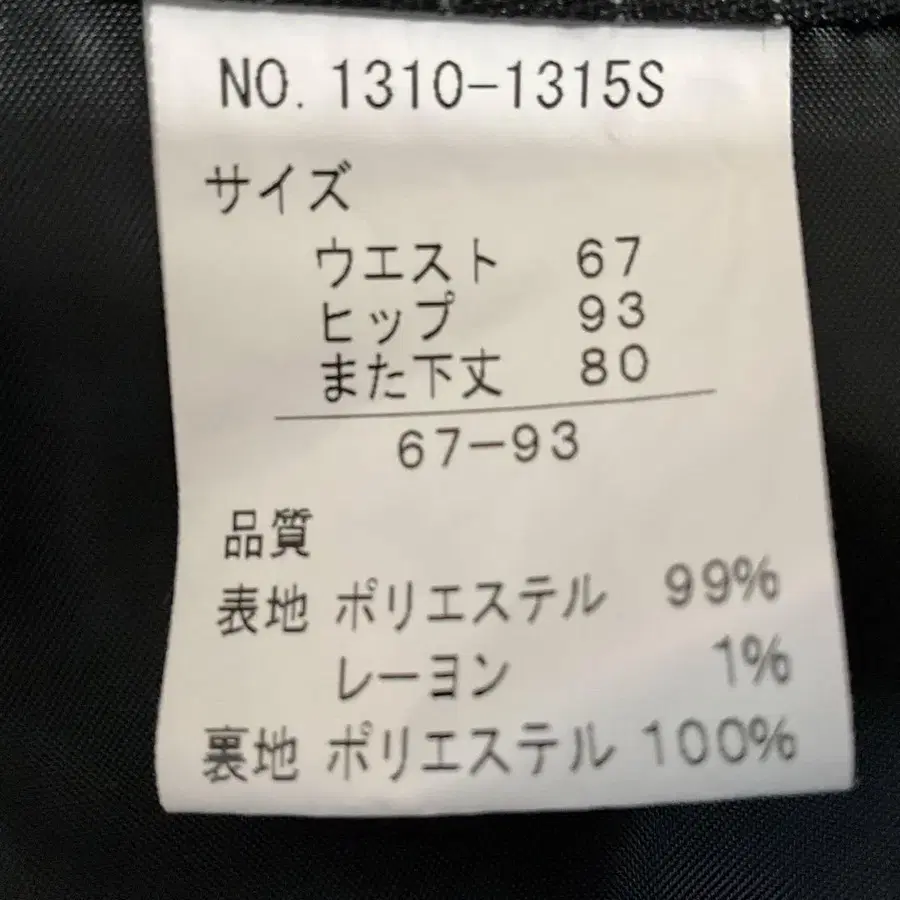 NO. 1310-1315S
サイズ
ウエスト 67
ヒップ 93
また下丈 80
67-93
品質
表地 ポリエステル 99%
レーヨン 1%
裏地 ポリエステル 100%